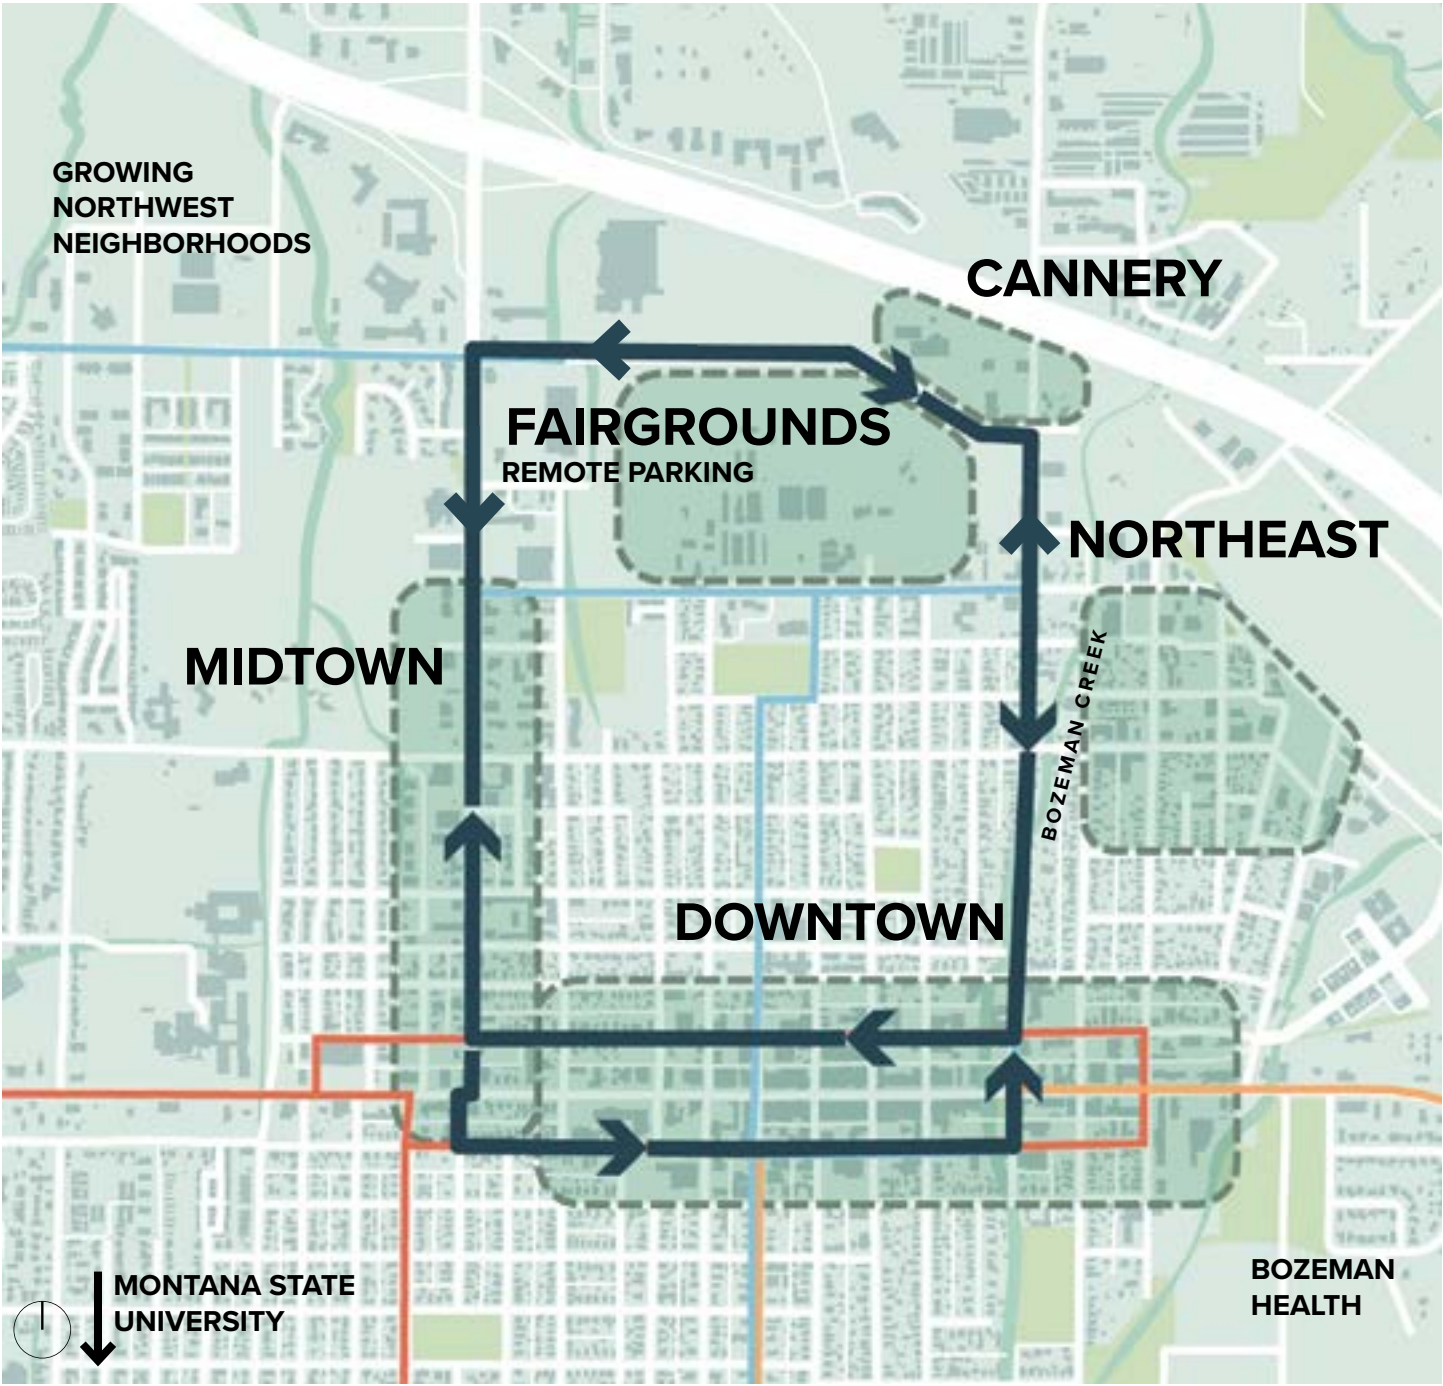 GROWING
NORTHWEST
NEIGHBORHOODS
CANNERY
FAIRGROUNDS
REMOTE PARKING
NORTHEAST
MIDTOWN
BOZEMAN CREEK
DOWNTOWN
MONTANA STATE
UNIVERSITY
BOZEMAN
HEALTH